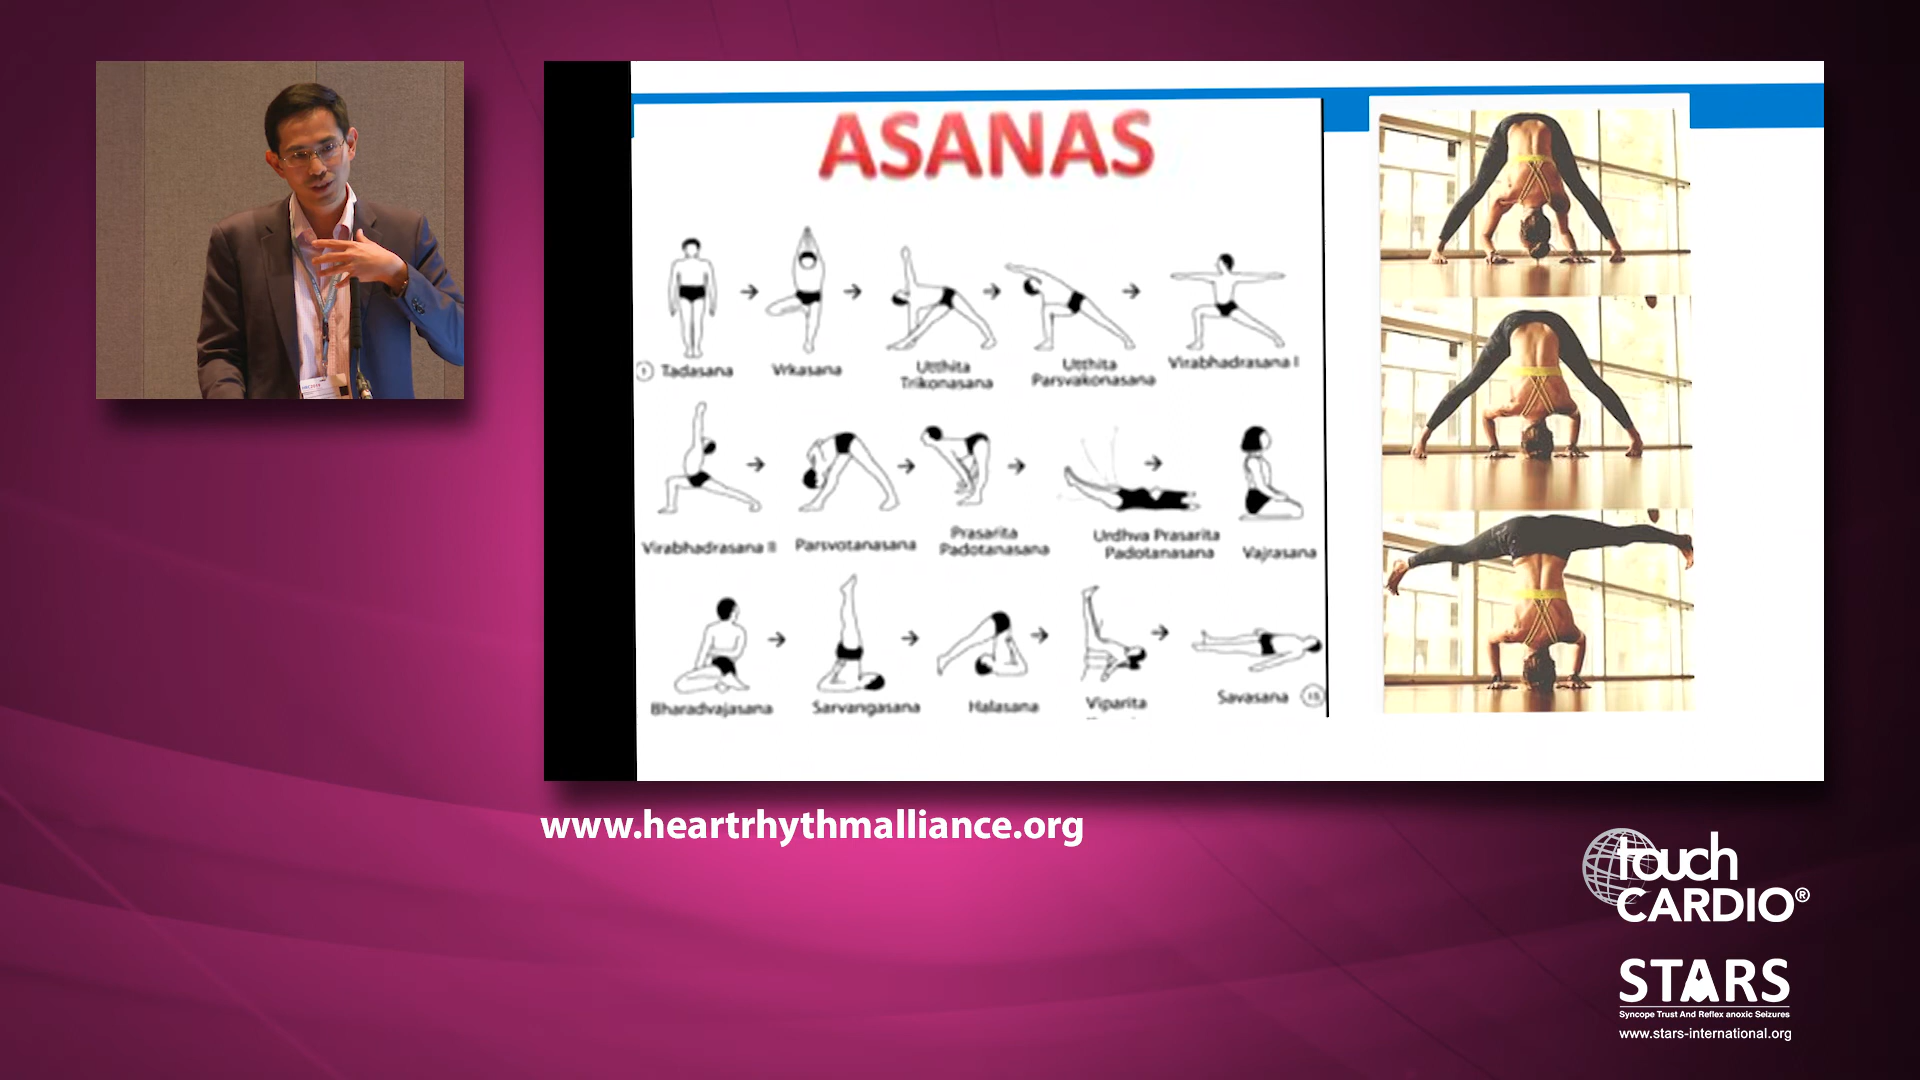 ASANAS
1 Tadasana
Vrkasana
Utthita
Trikonasana
Utthita
Parsvakonasana
Virabhadrasana I
Virabhadrasana II
Parsvotanasana
Prasarita
Padotanasana
Urdhva Prasarita
Padotanasana
Vajrasana
Bharadvajasana
Sarvangasana
Halasana
Viparita
Savasana 15
www.heartrhythmalliance.org
touch
CARDIO®
STARS
Syncope Trust And Reflex anoxic Seizures
www.stars-international.org